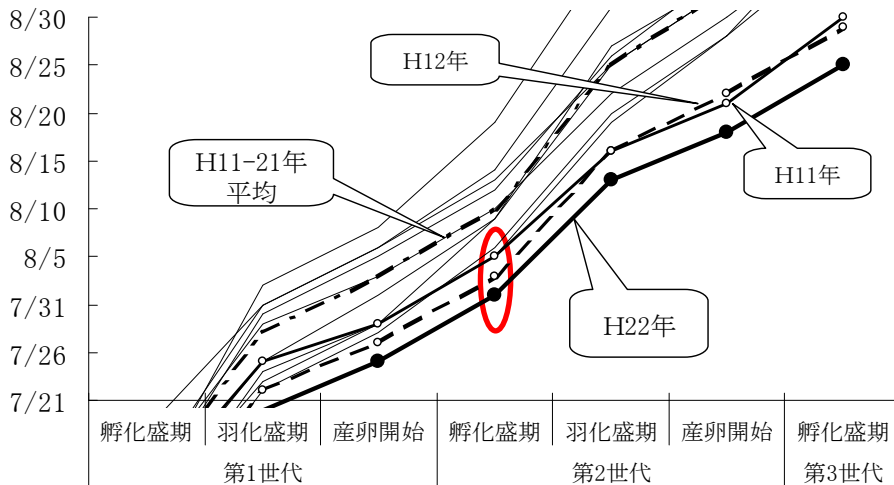 8/30
8/25
8/20
8/15
8/10
8/5
7/31
7/26
7/21
H12年
H11-21年
平均
H11年
H22年
孵化盛期 羽化盛期 産卵開始 孵化盛期 羽化盛期 産卵開始 孵化盛期
第1世代 第2世代 第3世代